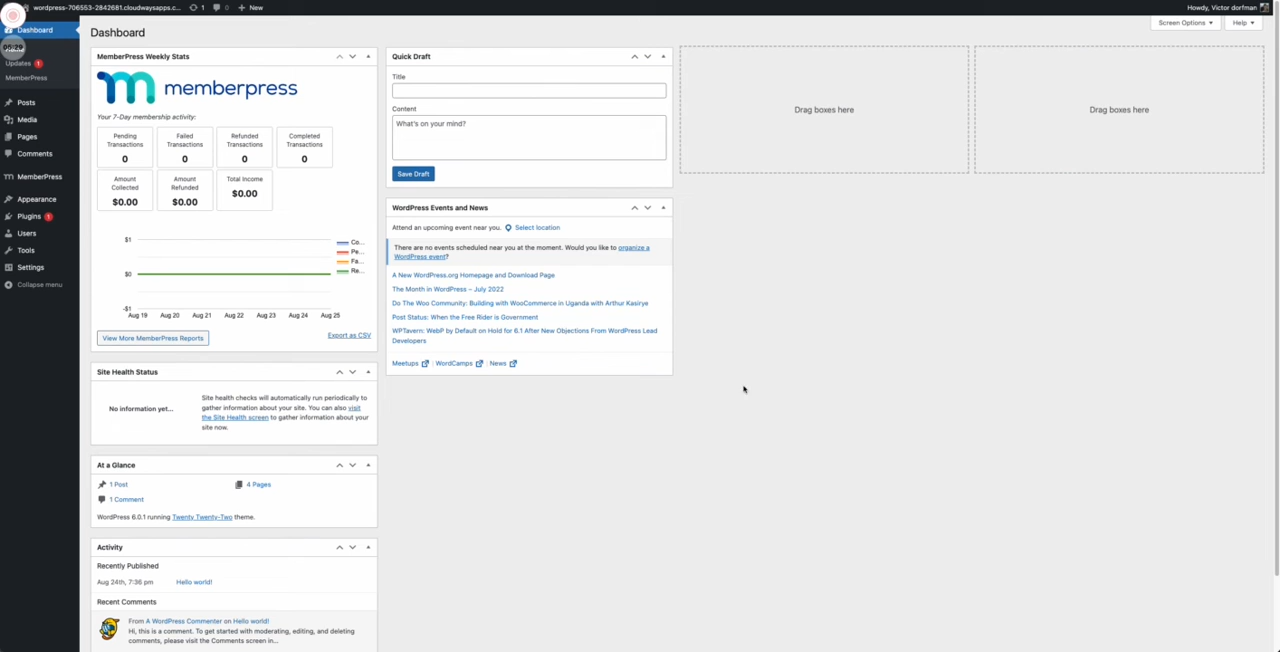 wordpress-706553-2842681.cloudwaysapps.c... 1 0 New
Howdy, Victor dorfman
Screen Options
Help
Dashboard
Updates 1
MemberPress
Posts
Media
Pages
Comments
MemberPress
Appearance
Plugins 1
Users
Tools
Settings
Collapse menu
Dashboard
MemberPress Weekly Stats
memberpress
Your 7-Day membership activity:
Pending Transactions
0
Failed Transactions
0
Refunded Transactions
0
Completed Transactions
0
Amount Collected
$0.00
Amount Refunded
$0.00
Total Income
$0.00
$1
$0
-$1
Co...
Pe...
Fa...
Re...
Aug 19 Aug 20 Aug 21 Aug 22 Aug 23 Aug 24 Aug 25
View More MemberPress Reports
Export as CSV
Site Health Status
No information yet...
Site health checks will automatically run periodically to
gather information about your site. You can also visit
the Site Health screen to gather information about your
site now.
At a Glance
1 Post
4 Pages
1 Comment
WordPress 6.0.1 running Twenty Twenty-Two theme.
Activity
Recently Published
Aug 24th, 7:36 pm Hello world!
Recent Comments
From A WordPress Commenter on Hello world!
Hi, this is a comment. To get started with moderating, editing, and deleting
comments, please visit the Comments screen in...
Quick Draft
Title
Content
What's on your mind?
Save Draft
WordPress Events and News
Attend an upcoming event near you. Select location
There are no events scheduled near you at the moment. Would you like to organize a
WordPress event?
A New WordPress.org Homepage and Download Page
The Month in WordPress – July 2022
Do The Woo Community: Building with WooCommerce in Uganda with Arthur Kasirye
Post Status: When the Free Rider is Government
WPTavern: WebP by Default on Hold for 6.1 After New Objections From WordPress Lead
Developers
Meetups WordCamps News
Drag boxes here
Drag boxes here